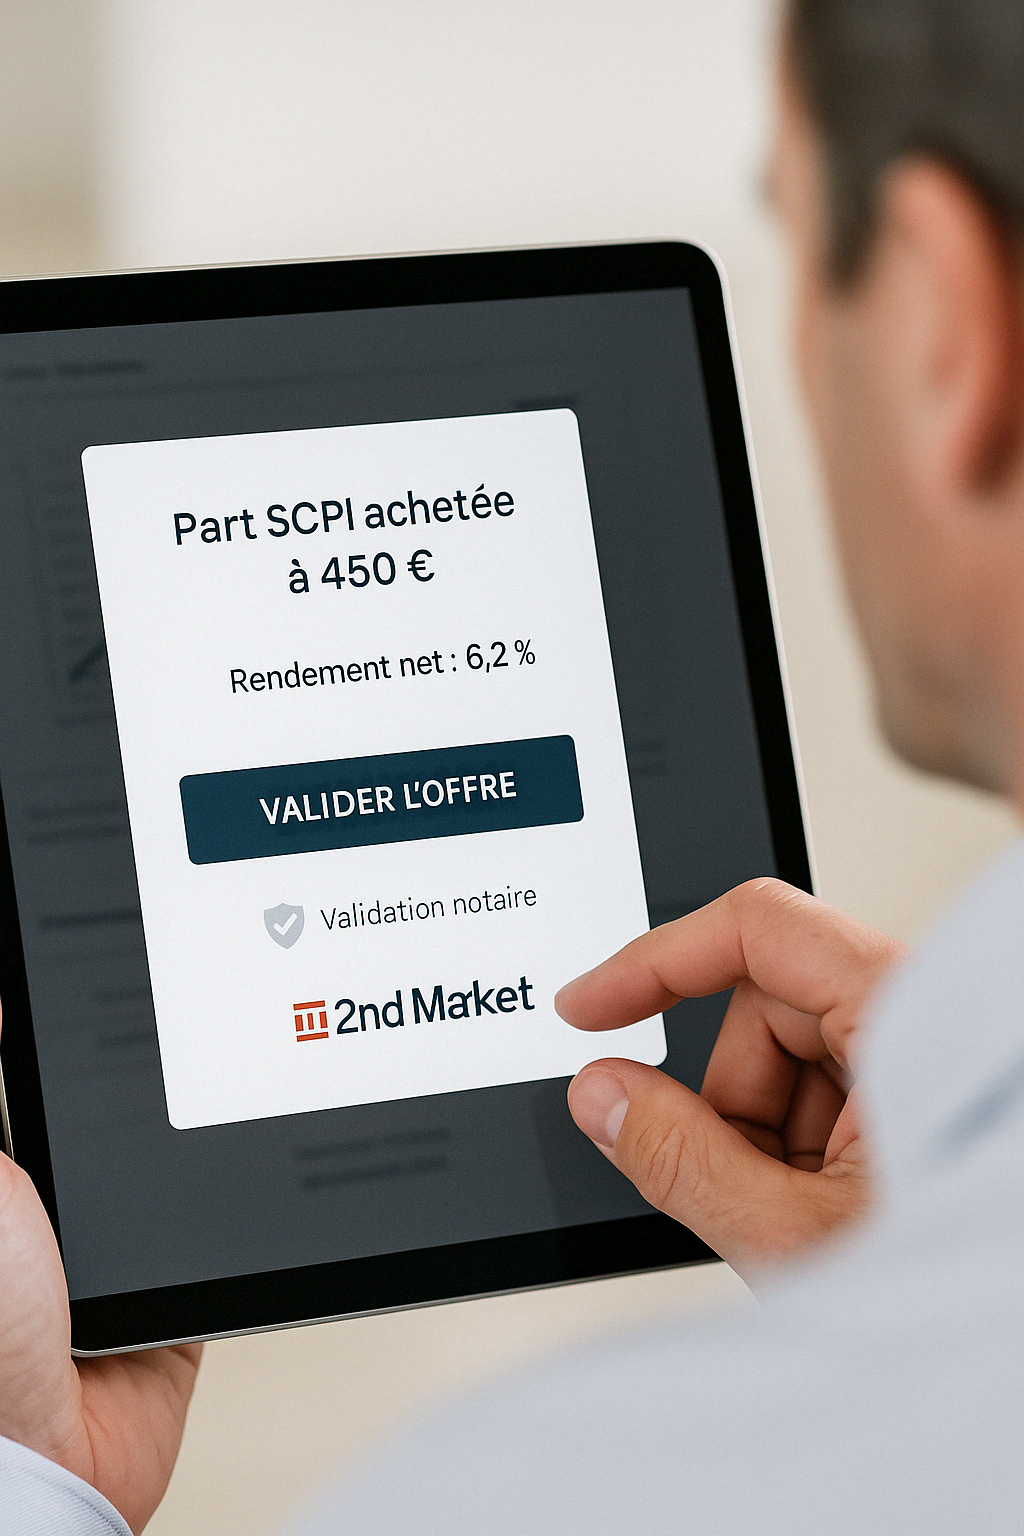 Part SCPI achetée
à 450 €
Rendement net : 6,2 %
VALIDER L'OFFRE
Validation notaire
2nd Market